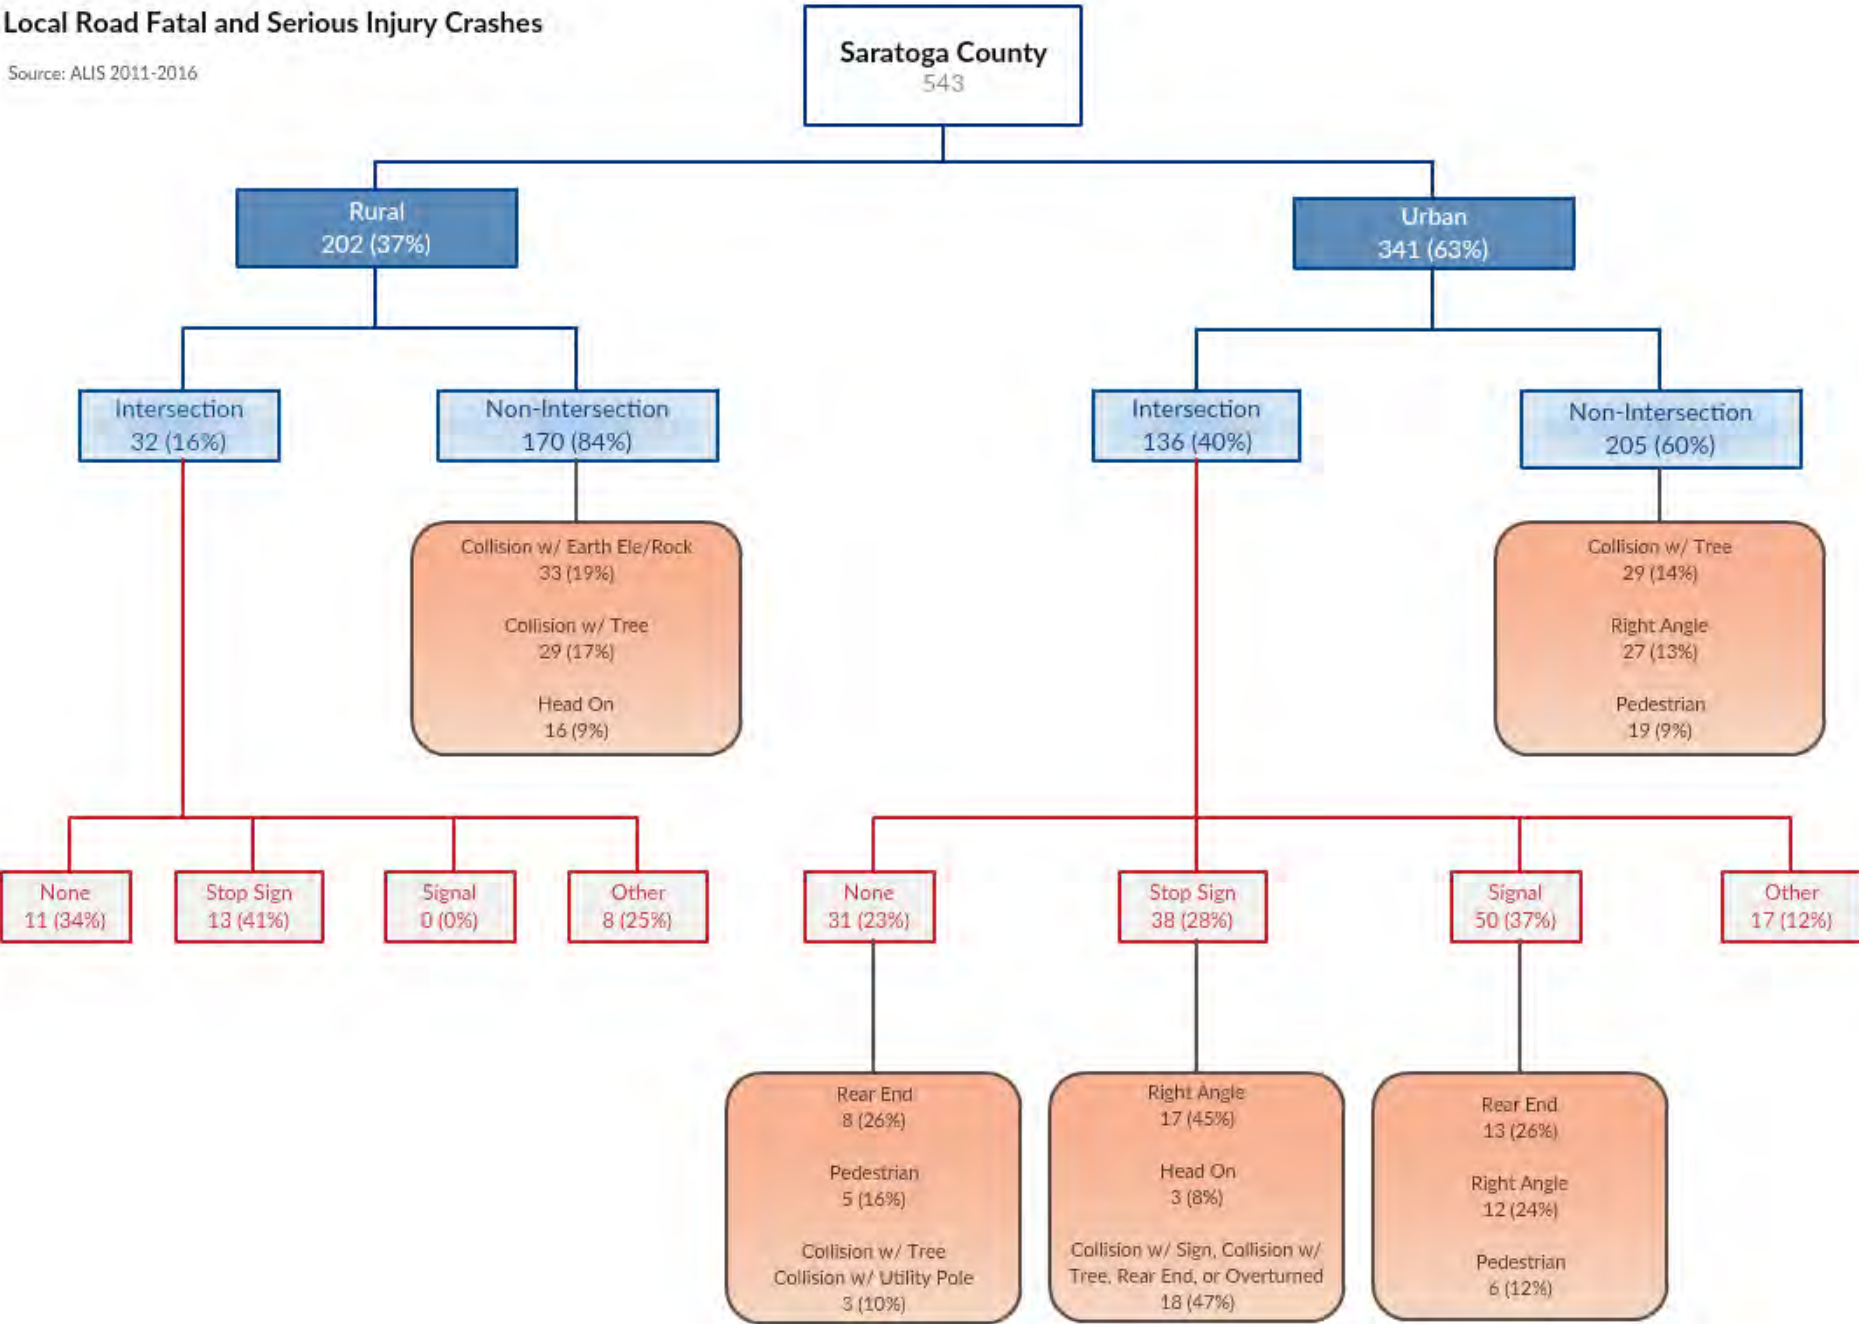 Local Road Fatal and Serious Injury Crashes
Source: ALIS 2011-2016
Saratoga County
543
Rural
202 (37%)
Urban
341 (63%)
Intersection
32 (16%)
Non-Intersection
170 (84%)
Intersection
136 (40%)
Non-Intersection
205 (60%)
Collision w/ Earth Ele/Rock
33 (19%)
Collision w/ Tree
29 (17%)
Head On
16 (9%)
Collision w/ Tree
29 (14%)
Right Angle
27 (13%)
Pedestrian
19 (9%)
None
11 (34%)
Stop Sign
13 (41%)
Signal
0 (0%)
Other
8 (25%)
None
31 (23%)
Stop Sign
38 (28%)
Signal
50 (37%)
Other
17 (12%)
Rear End
8 (26%)
Pedestrian
5 (16%)
Collision w/ Tree
Collision w/ Utility Pole
3 (10%)
Right Angle
17 (45%)
Head On
3 (8%)
Collision w/ Sign, Collision w/
Tree, Rear End, or Overturned
18 (47%)
Rear End
13 (26%)
Right Angle
12 (24%)
Pedestrian
6 (12%)